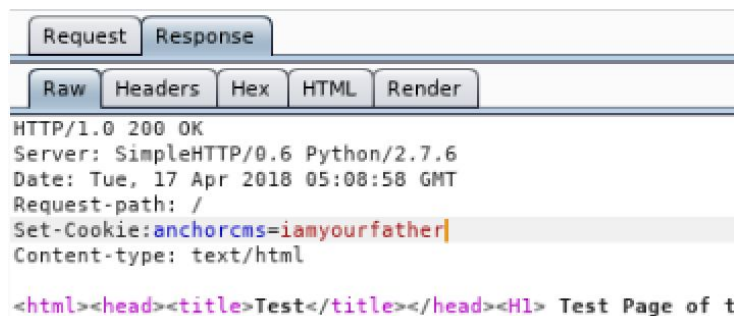 Request Response
Raw Headers Hex HTML Render
HTTP/1.0 200 OK
Server: SimpleHTTP/0.6 Python/2.7.6
Date: Tue, 17 Apr 2018 05:08:58 GMT
Request-path: /
Set-Cookie:anchorcms=iamyourfather
Content-type: text/html
<html><head><title>Test</title></head><H1> Test Page of t